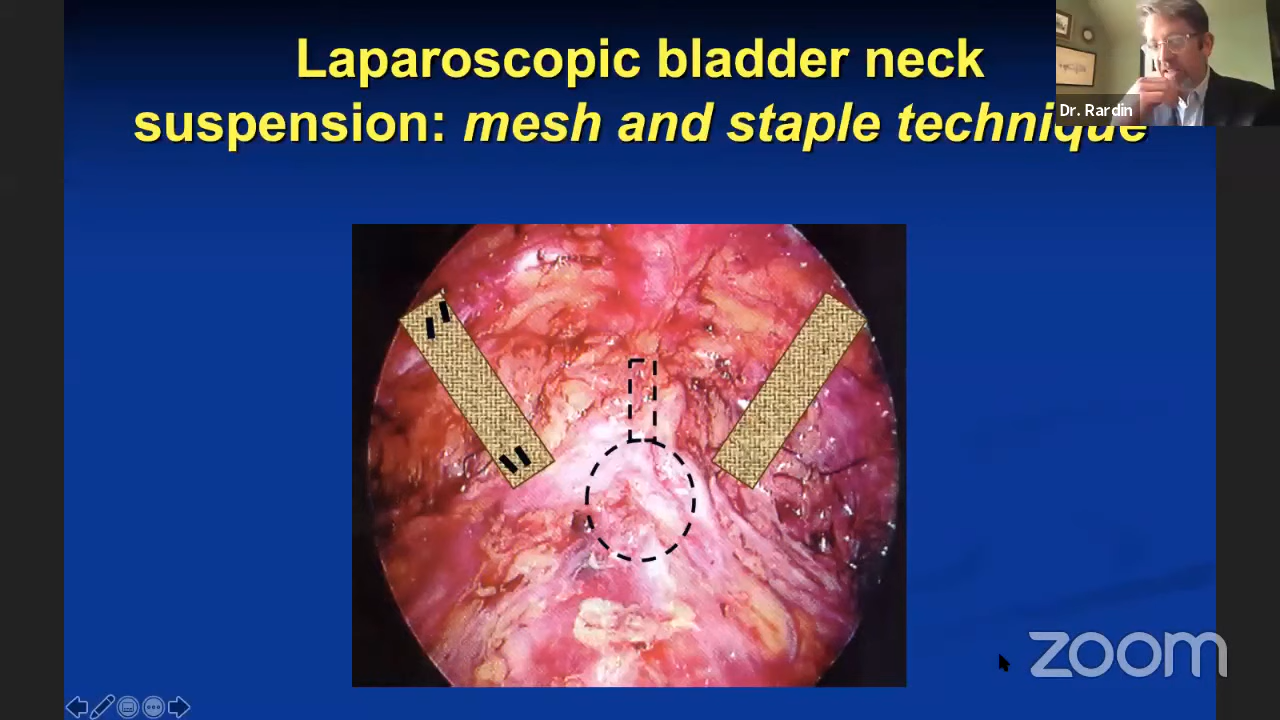 Laparoscopic bladder neck
suspension: mesh and staple technique
Dr. Rardin
zoom